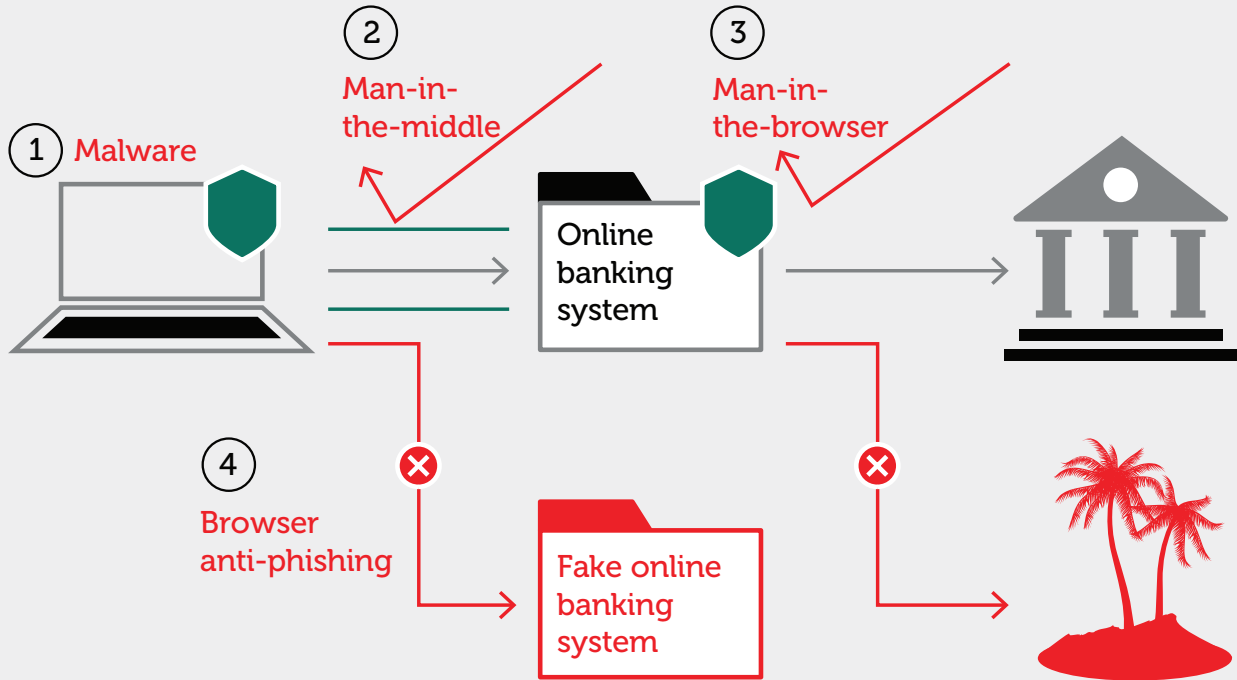 1
Malware
2
Man-in-
the-middle
3
Man-in-
the-browser
Online
banking
system
4
Browser
anti-phishing
Fake online
banking
system